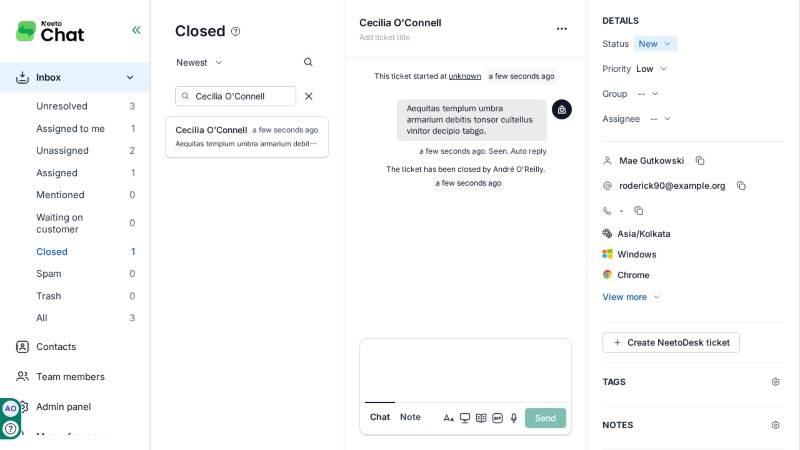 Neeto
Chat
Inbox
Unresolved 3
Assigned to me 1
Unassigned 2
Assigned 1
Mentioned 0
Waiting on
customer 0
Closed 1
Spam 0
Trash 0
All 3
Contacts
Team members
Admin panel
AO
Closed
Newest
Cecilia O'Connell
Cecilia O'Connell a few seconds ago
Aequitas templum umbra armarium debit...
Cecilia O'Connell
Add ticket title
This ticket started at unknown a few seconds ago
Aequitas templum umbra
armarium debitis tonsor cultellus
vinitor decipio tabgo.
a few seconds ago. Seen. Auto reply
The ticket has been closed by André O'Reilly.
a few seconds ago
Chat Note
GIF
Send
DETAILS
Status New
Priority Low
Group --
Assignee --
Mae Gutkowski
roderick90@example.org
-
Asia/Kolkata
Windows
Chrome
View more
+ Create NeetoDesk ticket
TAGS
NOTES